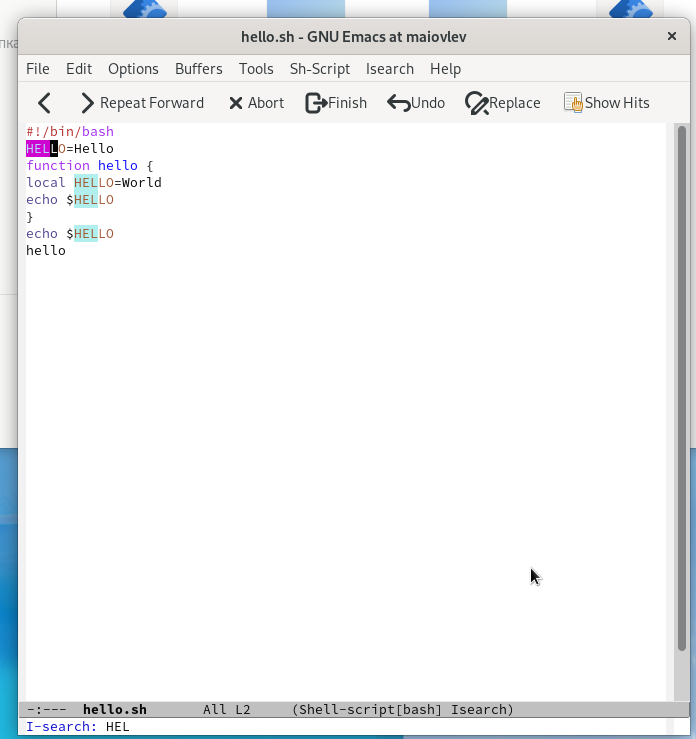 пка
hello.sh - GNU Emacs at maiovlev
File Edit Options Buffers Tools Sh-Script Isearch Help
Repeat Forward Abort Finish Undo Replace Show Hits
#!/bin/bash
HELLO=Hello
function hello {
local HELLO=World
echo $HELLO
}
echo $HELLO
hello
-:--- hello.sh All L2 (Shell-script[bash] Isearch)
I-search: HEL